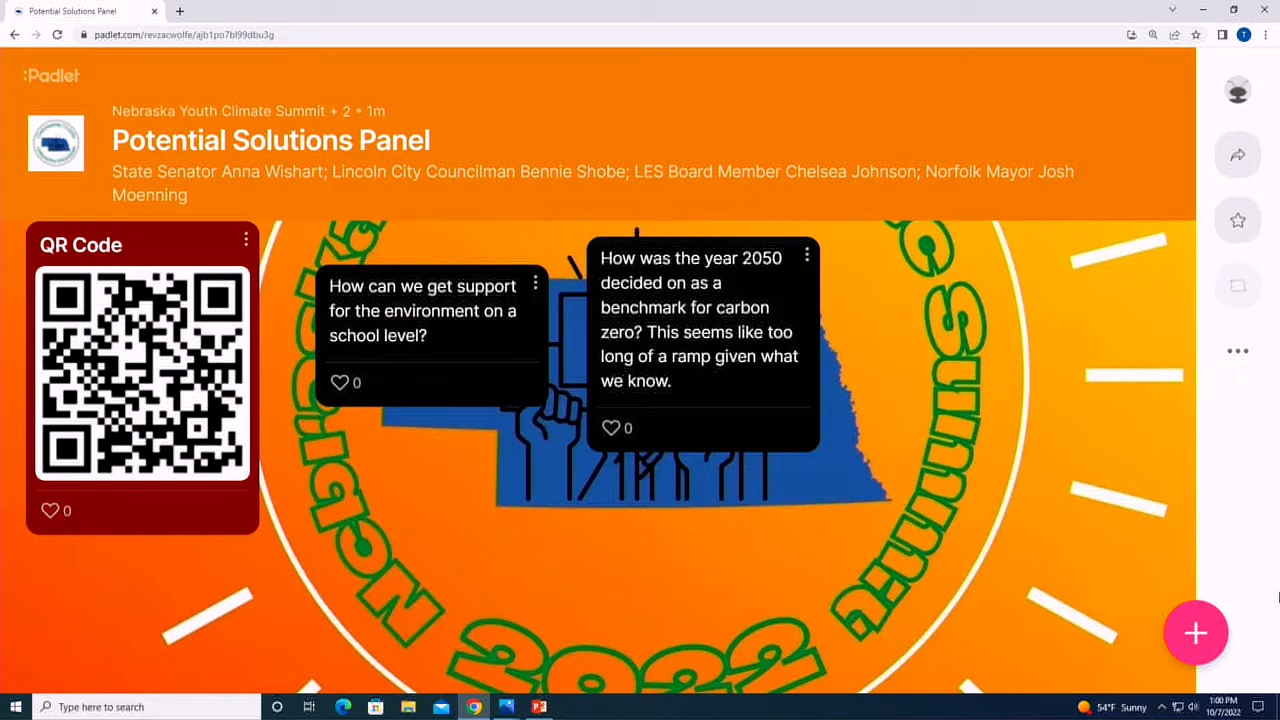 Potential Solutions Panel
padlet.com/revzacwolfe/ajb1po7bl99dbu3g
T
:Padlet
Nebraska Youth Climate Summit + 2 • 1m
Potential Solutions Panel
State Senator Anna Wishart; Lincoln City Councilman Bennie Shobe; LES Board Member Chelsea Johnson; Norfolk Mayor Josh
Moenning
QR Code
0
How can we get support
for the environment on a
school level?
0
How was the year 2050
decided on as a
benchmark for carbon
zero? This seems like too
long of a ramp given what
we know.
0
Summit
2022
Type here to search
54°F Sunny
1:00 PM
10/7/2022